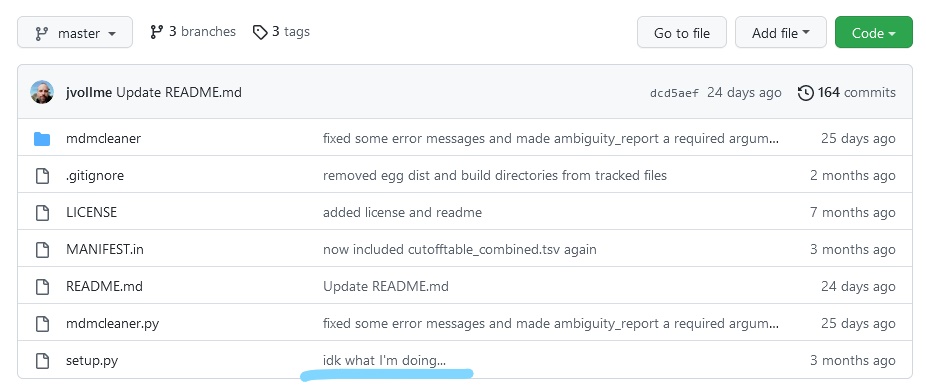 master 3 branches 3 tags Go to file Add file Code
jvollme Update README.md dcd5aef 24 days ago 164 commits
mdmcleaner fixed some error messages and made ambiguity_report a required argum... 25 days ago
.gitignore removed egg dist and build directories from tracked files 2 months ago
LICENSE added license and readme 7 months ago
MANIFEST.in now included cutofftable_combined.tsv again 3 months ago
README.md Update README.md 24 days ago
mdmcleaner.py fixed some error messages and made ambiguity_report a required argum... 25 days ago
setup.py idk what I'm doing... 3 months ago